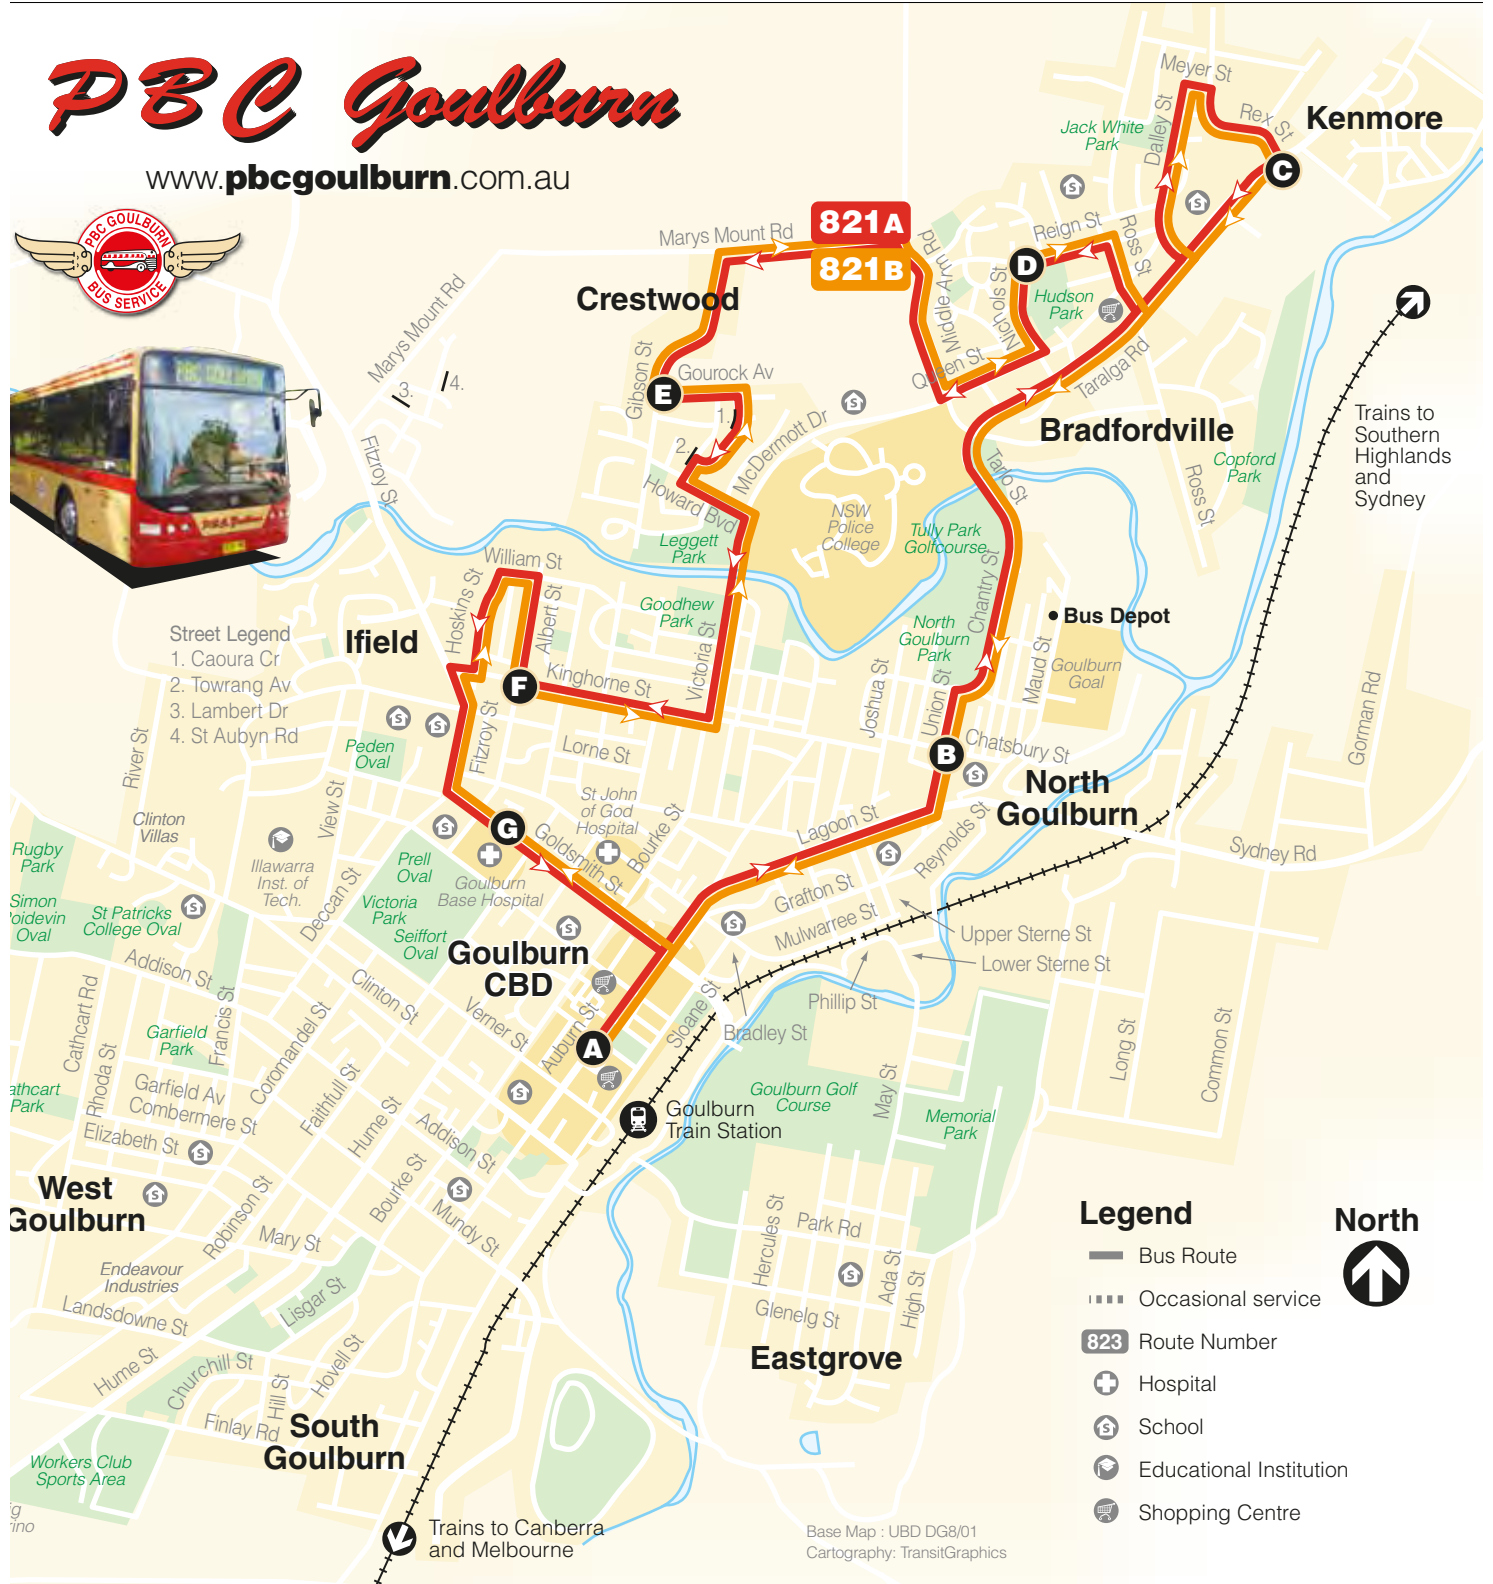 PBC Goulburn
www.pbcgoulburn.com.au
PBC GOULBURN
BUS SERVICE
Meyer St
Rex St
Kenmore
Jack White
Park
Dalley St
C
821A
821B
Marys Mount Rd
Middle Arm Rd
Reign St
Ross St
D
Nichols St
Hudson
Park
Crestwood
Marys Mount Rd
3.
4.
Gibson St
Gourock Av
E
1.
2.
McDermott Dr
Queen St
Taralga Rd
Bradfordville
Trains to
Southern
Highlands
and
Sydney
Copford
Park
Ross St
Tarlo St
Fitzroy St
Howard Bvd
NSW
Police
College
Tully Park
Golfcourse
Leggett
Park
William St
Hoskins St
Albert St
Goodhew
Park
Chantry St
Bus Depot
North
Goulburn
Park
Goulburn
Goal
Maud St
Ifield
Street Legend
1. Caoura Cr
2. Towrang Av
3. Lambert Dr
4. St Aubyn Rd
F
Kinghorne St
Victoria St
Joshua St
Union St
Gorman Rd
River St
Peden
Oval
Fitzroy St
Lorne St
B
Chatsbury St
North
Goulburn
Clinton
Villas
View St
St John
of God
Hospital
Bourke St
G
Goldsmith St
Lagoon St
Reynolds St
Sydney Rd
Rugby
Park
Illawarra
Inst. of
Tech.
Prell
Oval
Goulburn
Base Hospital
Deccan St
Victoria
Park
Seiffort
Oval
Grafton St
Mulwarree St
Simon
Poidevin
Oval
St Patricks
College Oval
Upper Sterne St
Lower Sterne St
Goulburn
CBD
Addison St
Clinton St
Phillip St
Bradley St
Sloane St
Cathcart Rd
Francis St
Coromandel St
Verner St
Auburn St
A
Garfield
Park
Rhoda St
Garfield Av
Combermere St
Elizabeth St
Faithfull St
Hume St
Addison St
Goulburn
Train Station
Goulburn Golf
Course
May St
Memorial
Park
Long St
Common St
West
Goulburn
Robinson St
Bourke St
Mundy St
Mary St
Hercules St
Park Rd
Ada St
High St
Glenelg St
Eastgrove
Endeavour
Industries
Landsdowne St
Lisgar St
Hume St
Churchill St
Hovell St
Hill St
Finlay Rd
South
Goulburn
Workers Club
Sports Area
Trains to Canberra
and Melbourne
Legend
North
Bus Route
Occasional service
823 Route Number
Hospital
School
Educational Institution
Shopping Centre
Base Map : UBD DG8/01
Cartography: TransitGraphics